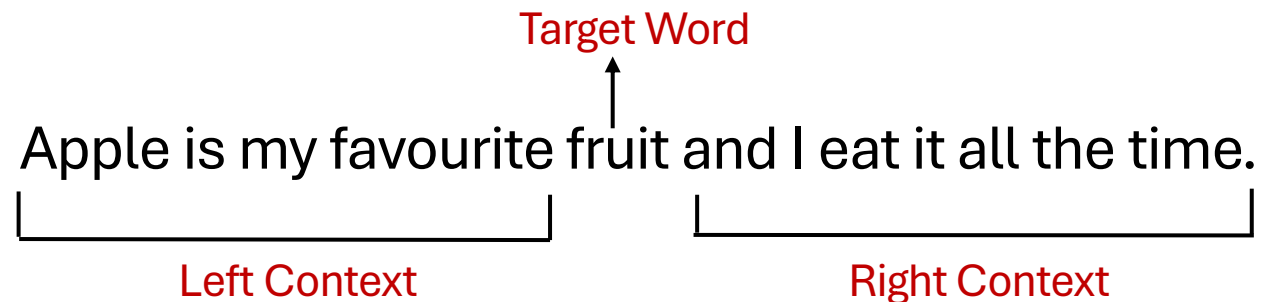 Target Word
Apple is my favourite fruit and I eat it all the time.
Left Context
Right Context